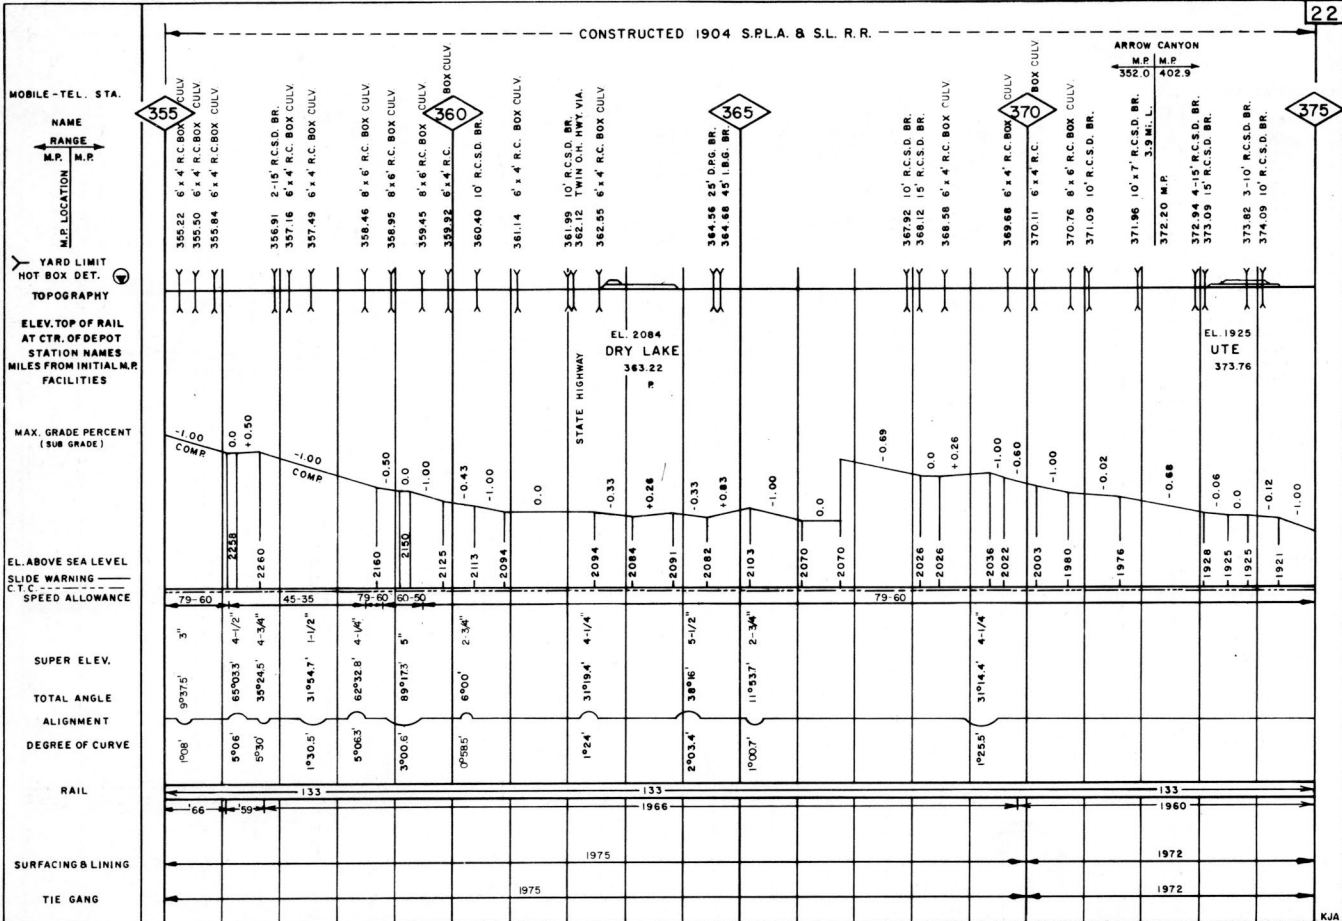 22
CONSTRUCTED 1904 S.P.L.A. & S.L. R.R.
ARROW CANYON
M.P. M.P.
352.0 402.9
MOBILE-TEL. STA.
NAME
RANGE
M.P. M.P.
M.P. LOCATION
YARD LIMIT
HOT BOX DET.
TOPOGRAPHY
355
360
365
370
375
355.22 6' x 4' R.C. BOX CULV.
355.50 6' x 4' R.C. BOX CULV.
355.84 6' x 4' R.C. BOX CULV.
356.91 2-15' R.C.S.D. BR.
357.16 6' x 4' R.C. BOX CULV.
357.49 6' x 4' R.C. BOX CULV.
358.46 8' x 6' R.C. BOX CULV.
358.95 8' x 6' R.C. BOX CULV.
359.45 8' x 6' R.C. BOX CULV.
359.92 6' x 4' R.C. BOX CULV.
360.40 10' R.C.S.D. BR.
361.14 6' x 4' R.C. BOX CULV.
361.99 10' R.C.S.D. BR.
362.12 TWIN O.H. HWY. VIA.
362.55 6' x 4' R.C. BOX CULV.
364.56 25' D.P.G. BR.
364.68 45' I.B.G. BR.
367.92 10' R.C.S.D. BR.
368.12 15' R.C.S.D. BR.
368.58 6' x 4' R.C. BOX CULV.
369.68 6' x 4' R.C. BOX CULV.
370.11 6' x 4' R.C. BOX CULV.
370.76 8' x 6' R.C. BOX CULV.
371.09 10' R.C.S.D. BR.
371.96 10' x 7' R.C.S.D. BR.
3.9 Mi. L.
372.20 M.P.
372.94 4-15' R.C.S.D. BR.
373.09 15' R.C.S.D. BR.
373.82 3-10' R.C.S.D. BR.
374.09 10' R.C.S.D. BR.
ELEV. TOP OF RAIL
AT CTR. OF DEPOT
STATION NAMES
MILES FROM INITIAL M.P.
FACILITIES
STATE HIGHWAY
EL. 2084
DRY LAKE
363.22
P.
EL. 1925
UTE
373.76
MAX. GRADE PERCENT
(SUB GRADE)
-1.00 COMP. 0.0 +0.50 -1.00 COMP. -0.50 0.0 -1.00 -0.43 -1.00 0.0 -0.33 +0.26 -0.33 +0.83 -1.00 0.0 -0.69 0.0 +0.26 -1.00 -0.60 -1.00 -0.02 -0.68 -0.06 0.0 -0.12 -1.00
EL. ABOVE SEA LEVEL
2258 2260 2160 2150 2125 2113 2094 2094 2084 2091 2082 2103 2070 2070 2026 2026 2036 2022 2003 1980 1976 1928 1925 1925 1921
SLIDE WARNING
C.T.C.
SPEED ALLOWANCE
79-60 45-35 79-60 60-50 79-60
SUPER ELEV.
3" 4-1/2" 4-3/4" 1-1/2" 4-1/4" 5" 2-3/4" 4-1/4" 5-1/2" 2-3/4" 4-1/4"
TOTAL ANGLE
9°37.5' 65°03.3' 35°24.5' 31°54.7' 62°32.8' 89°17.3' 6°00' 31°19.4' 38°16' 11°53.7' 31°14.4'
ALIGNMENT
DEGREE OF CURVE
1°08' 5°06' 5°30' 1°30.5' 5°06.3' 3°00.6' 0°58.5' 1°24' 2°03.4' 1°00.7' 1°25.5'
RAIL
133 133 133
'66 '59 1966 1960
SURFACING & LINING
1975 1972
TIE GANG
1975 1972
KJA